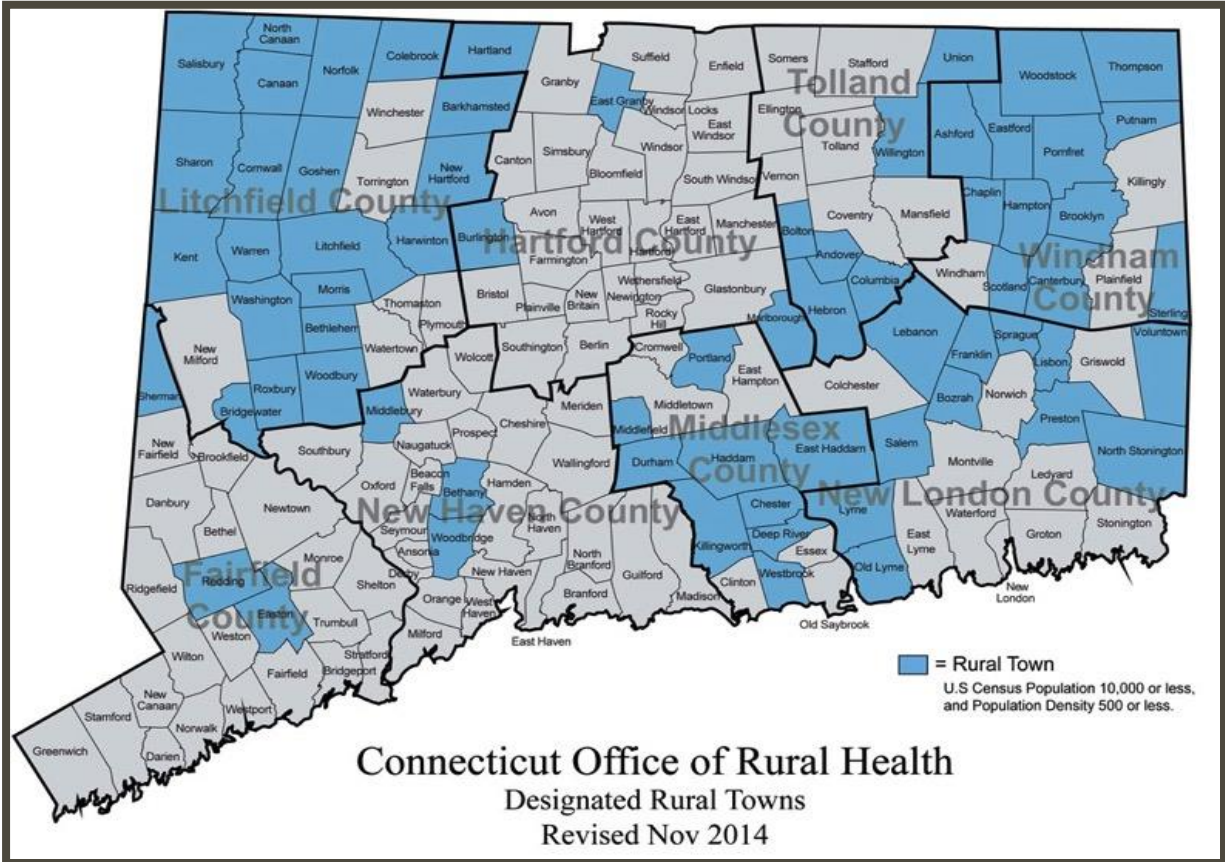 North
Canaan
Salisbury
Canaan
Norfolk
Colebrook
Hartland
Granby
Suffield
Enfield
Somers
Stafford
Union
Woodstock
Thompson
Winchester
Barkhamsted
East Granby
Windsor Locks
East
Windsor
Ellington
Tolland
County
Tolland
Willington
Ashford
Eastford
Putnam
Pomfret
Killingly
Sharon
Cornwall
Goshen
Torrington
New
Hartford
Canton
Simsbury
Bloomfield
Windsor
South Windsor
Vernon
Litchfield County
Chaplin
Hampton
Brooklyn
Mansfield
Coventry
Kent
Warren
Litchfield
Harwinton
Burlington
Avon
West
Hartford
Hartford
East
Hartford
Manchester
Hartford County
Farmington
Bolton
Andover
Columbia
Windham
Scotland
Canterbury
Plainfield
Sterling
Windham
County
Washington
Morris
Bethlehem
Thomaston
Plymouth
Watertown
Bristol
Plainville
New
Britain
Newington
Wethersfield
Rocky
Hill
Glastonbury
Marlborough
Hebron
Lebanon
Franklin
Sprague
Lisbon
Griswold
Voluntown
New
Milford
Sherman
Bridgewater
Roxbury
Woodbury
Wolcott
Southington
Berlin
Cromwell
Portland
East
Hampton
Colchester
Bozrah
Norwich
Preston
North Stonington
Middlebury
Waterbury
Cheshire
Meriden
Middletown
Middlefield
Middlesex
County
New
Fairfield
Brookfield
Southbury
Naugatuck
Prospect
Wallingford
Durham
Haddam
East Haddam
Salem
Montville
Ledyard
Danbury
Bethel
Newtown
Oxford
Beacon
Falls
Bethany
Hamden
New Haven County
North
Haven
Chester
Deep River
Lyme
New London County
Waterford
Groton
Stonington
Seymour
Woodbridge
Ansonia
Derby
North
Branford
Guilford
Killingworth
Essex
East
Lyme
Old Lyme
New
London
Ridgefield
Redding
Monroe
Shelton
Fairfield
County
Easton
Orange
West
Haven
New Haven
Branford
Madison
Clinton
Westbrook
Old Saybrook
East Haven
Weston
Trumbull
Milford
Stratford
Bridgeport
Wilton
Fairfield
New
Canaan
Westport
Norwalk
Stamford
Greenwich
Darien
= Rural Town
U.S Census Population 10,000 or less,
and Population Density 500 or less.
Connecticut Office of Rural Health
Designated Rural Towns
Revised Nov 2014